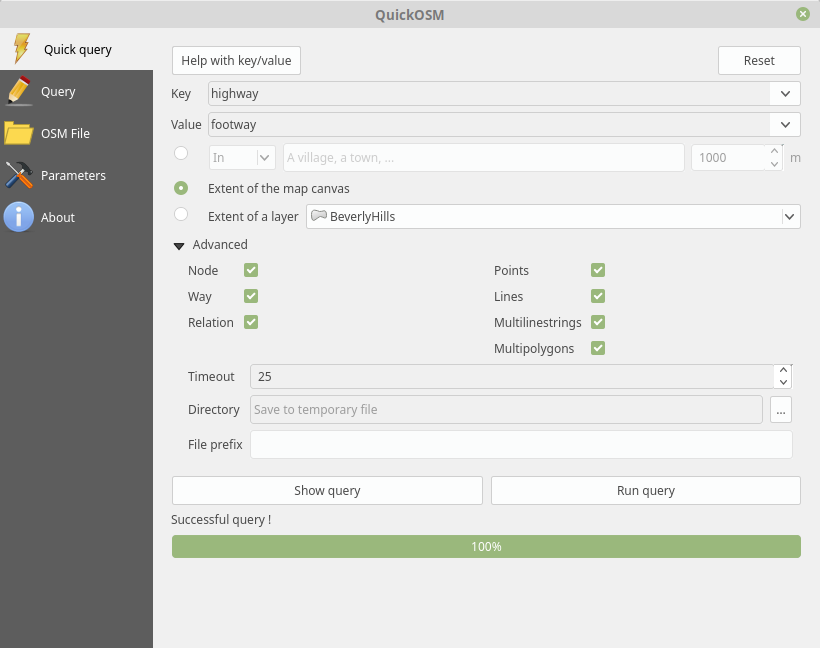 QuickOSM
Quick query
Query
OSM File
Parameters
About
Help with key/value
Reset
Key highway
Value footway
In A village, a town, ... 1000 m
Extent of the map canvas
Extent of a layer BeverlyHills
Advanced
Node Points
Way Lines
Relation Multilinestrings
Multipolygons
Timeout 25
Directory Save to temporary file ...
File prefix
Show query Run query
Successful query !
100%